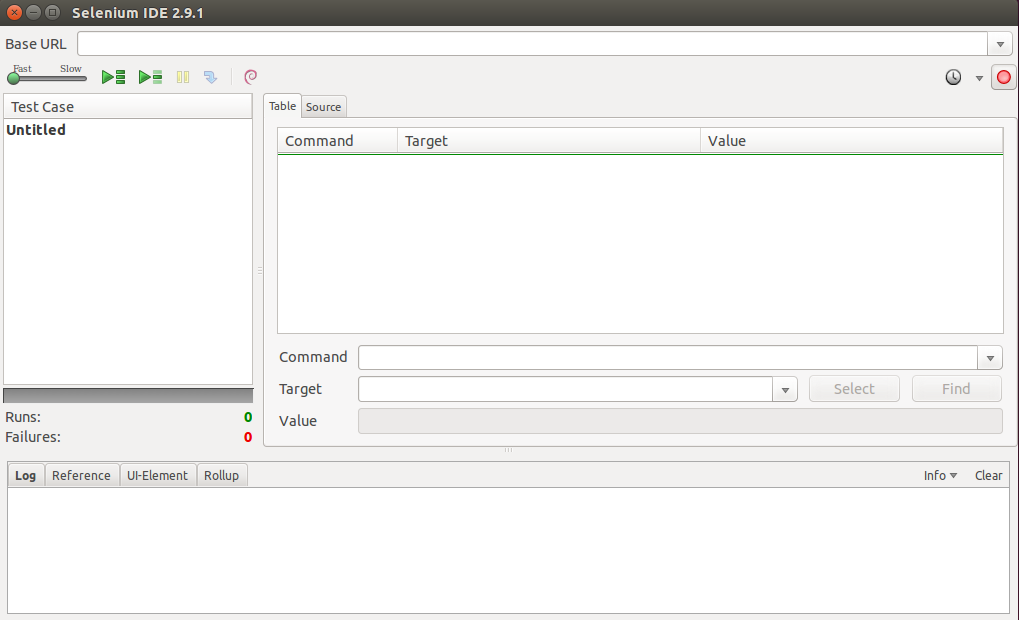 Selenium IDE 2.9.1
Base URL
Fast Slow
Test Case
Untitled
Runs: 0
Failures: 0
Table Source
Command Target Value
Command
Target Select Find
Value
Log Reference UI-Element Rollup Info Clear